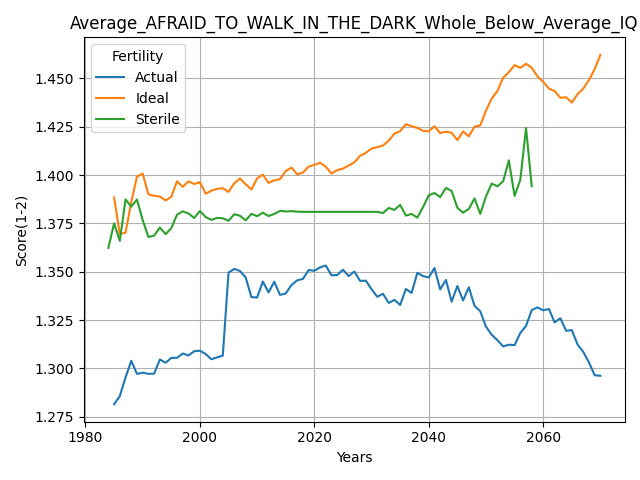 Average_AFRAID_TO_WALK_IN_THE_DARK_Whole_Below_Average_IQ
Fertility
Actual
Ideal
Sterile
Score(1-2)
1.450
1.425
1.400
1.375
1.350
1.325
1.300
1.275
1980
2000
2020
2040
2060
Years